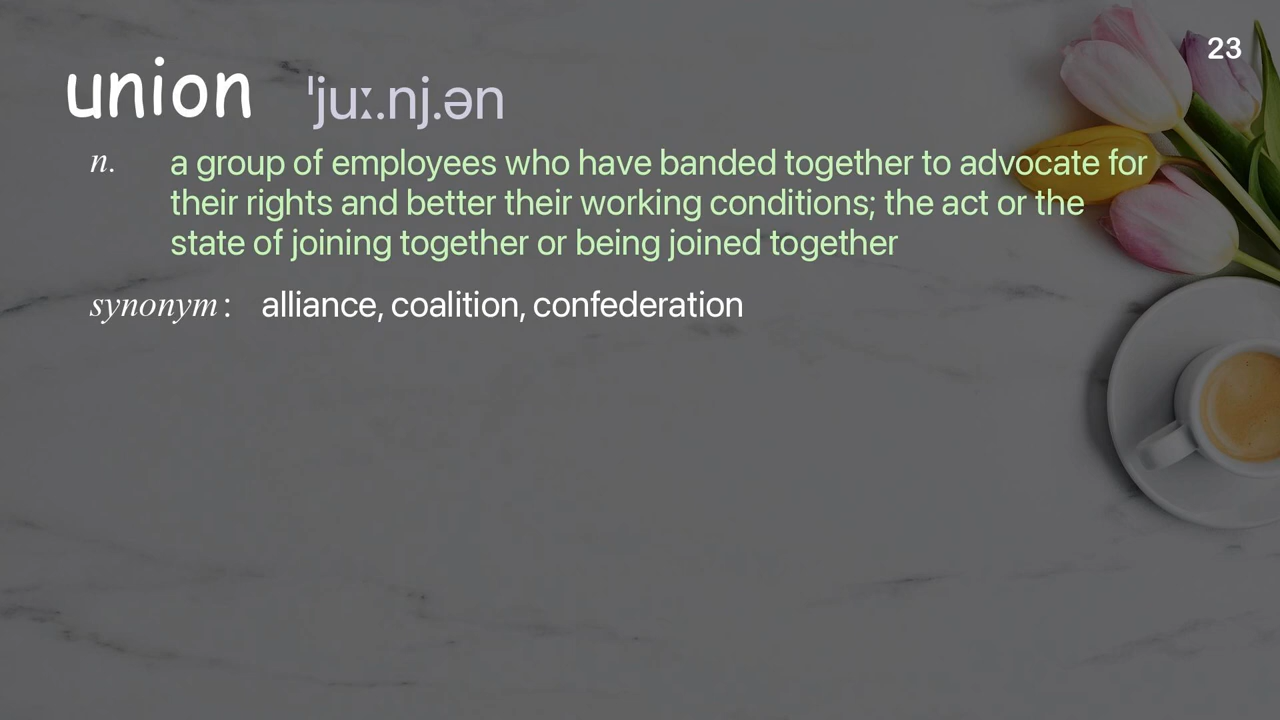 23
union ˈjuː.nj.ən
n. a group of employees who have banded together to advocate for
their rights and better their working conditions; the act or the
state of joining together or being joined together
synonym : alliance, coalition, confederation